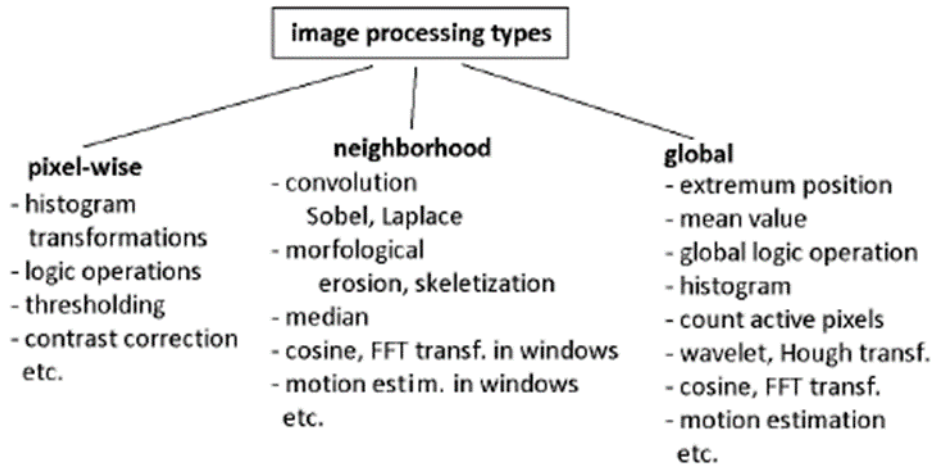 image processing types
pixel-wise
- histogram
transformations
- logic operations
- thresholding
- contrast correction
etc.
neighborhood
- convolution
Sobel, Laplace
- morfological
erosion, skeletization
- median
- cosine, FFT transf. in windows
- motion estim. in windows
etc.
global
- extremum position
- mean value
- global logic operation
- histogram
- count active pixels
- wavelet, Hough transf.
- cosine, FFT transf.
- motion estimation
etc.